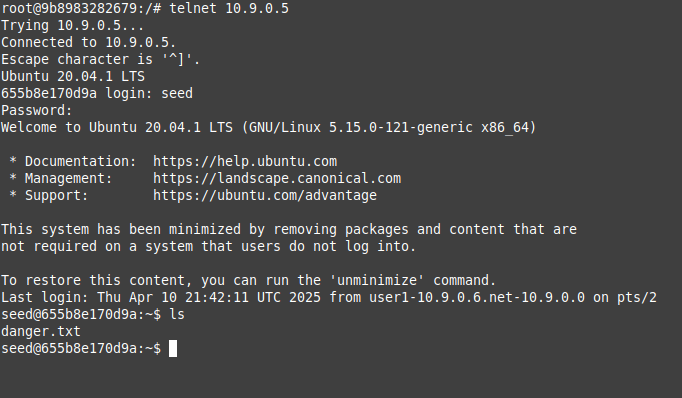 root@9b8983282679:/# telnet 10.9.0.5
Trying 10.9.0.5...
Connected to 10.9.0.5.
Escape character is '^]'.
Ubuntu 20.04.1 LTS
655b8e170d9a login: seed
Password:
Welcome to Ubuntu 20.04.1 LTS (GNU/Linux 5.15.0-121-generic x86_64)
* Documentation:  https://help.ubuntu.com
* Management:     https://landscape.canonical.com
* Support:        https://ubuntu.com/advantage
This system has been minimized by removing packages and content that are
not required on a system that users do not log into.
To restore this content, you can run the 'unminimize' command.
Last login: Thu Apr 10 21:42:11 UTC 2025 from user1-10.9.0.6.net-10.9.0.0 on pts/2
seed@655b8e170d9a:~$ ls
danger.txt
seed@655b8e170d9a:~$